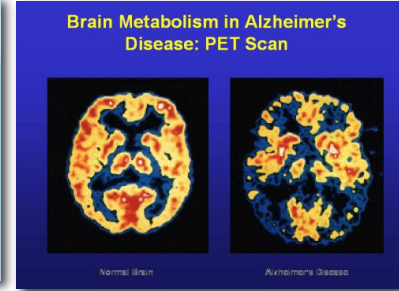 Brain Metabolism in Alzheimer's
Disease: PET Scan
Normal Brain
Alzheimer's Disease